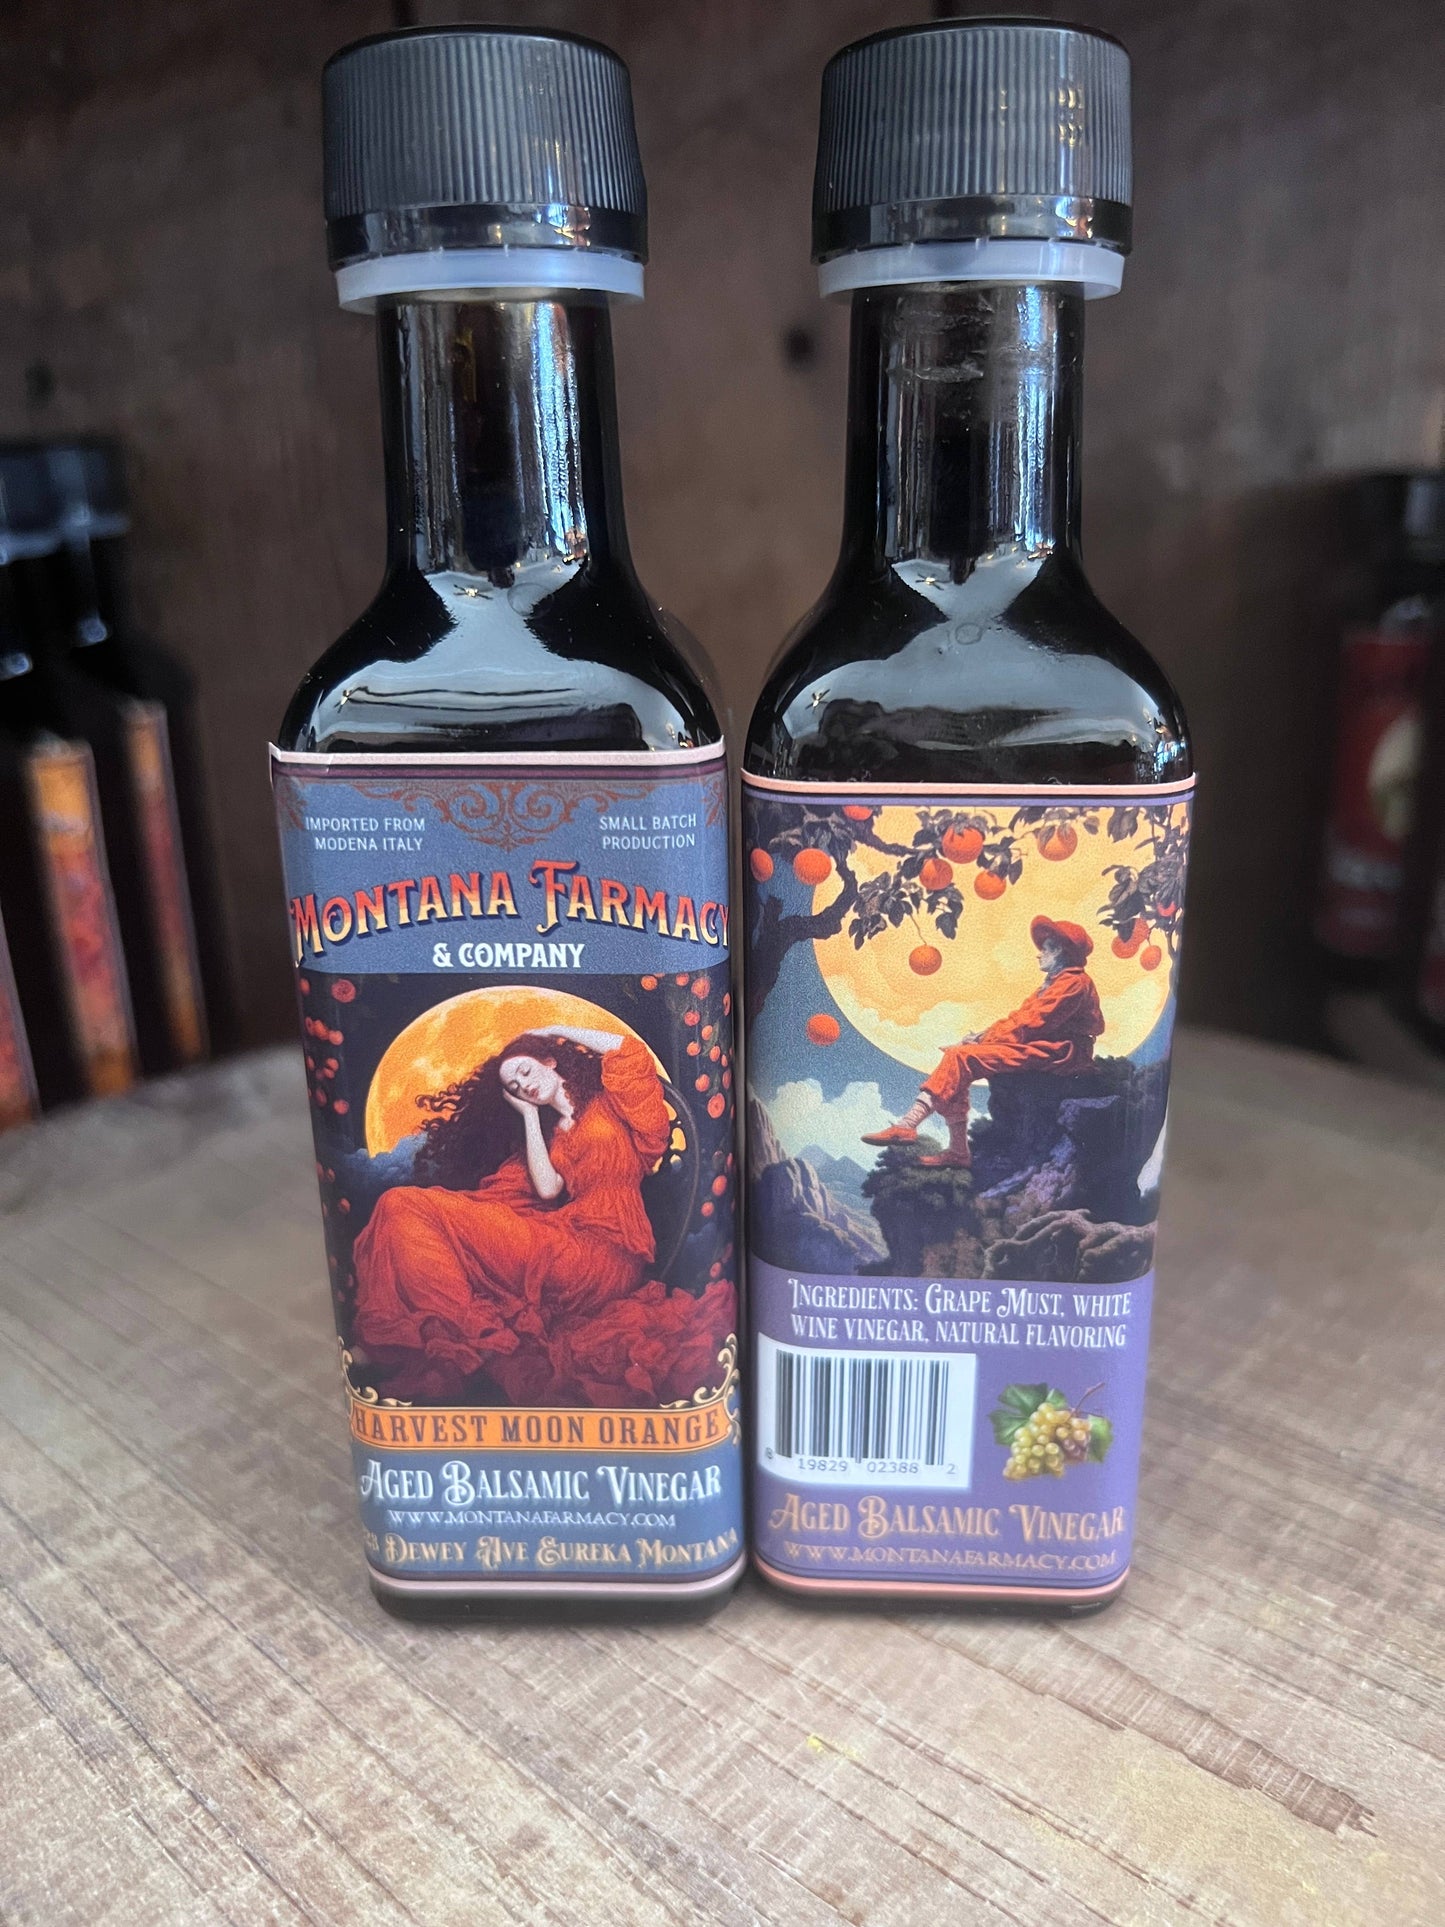 IMPORTED FROM
MODENA ITALY
SMALL BATCH
PRODUCTION
MONTANA FARMACY
& COMPANY
HARVEST MOON ORANGE
AGED BALSAMIC VINEGAR
WWW.MONTANAFARMACY.COM
DEWEY AVE EUREKA MONTANA
INGREDIENTS: GRAPE MUST, WHITE
WINE VINEGAR, NATURAL FLAVORING
8 19829 02388 2
AGED BALSAMIC VINEGAR
WWW.MONTANAFARMACY.COM